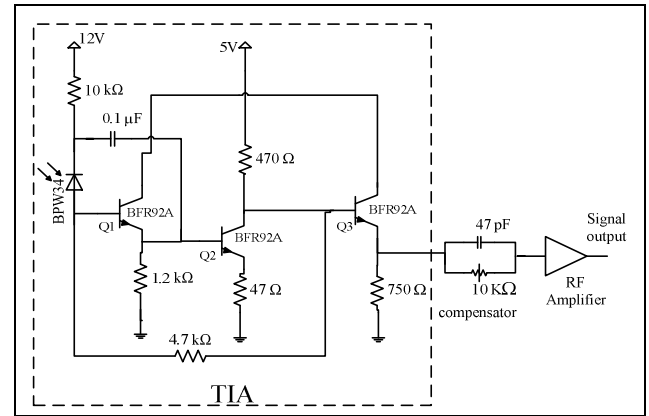 12V
5V
10 kΩ
0.1 µF
470 Ω
BPW34
BFR92A
Q1
BFR92A
Q2
BFR92A
Q3
1.2 kΩ
47 Ω
750 Ω
4.7 kΩ
TIA
47 pF
10 KΩ
compensator
Signal
output
RF
Amplifier